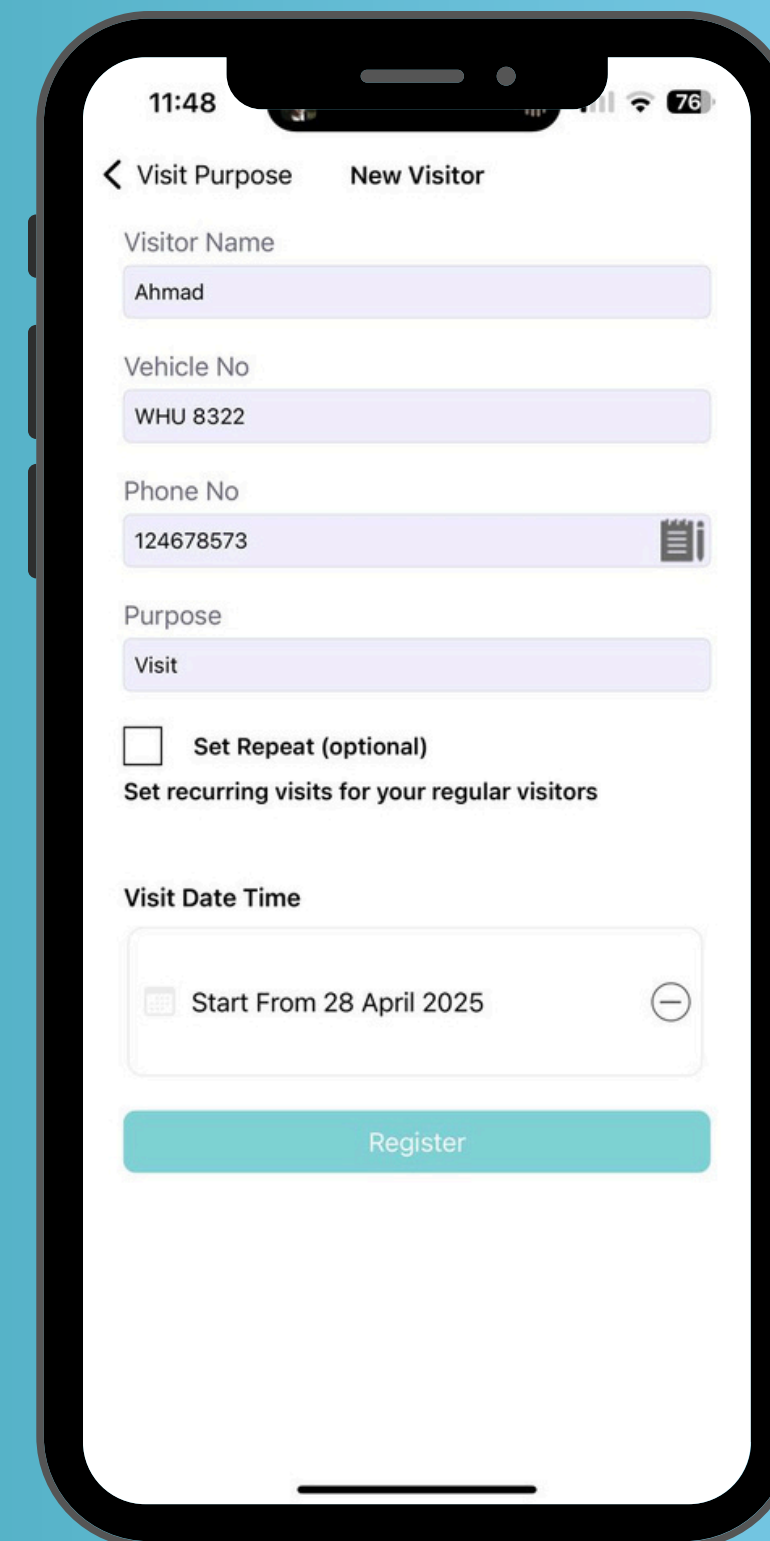 11:48
76
Visit Purpose
New Visitor
Visitor Name
Ahmad
Vehicle No
WHU 8322
Phone No
124678573
Purpose
Visit
Set Repeat (optional)
Set recurring visits for your regular visitors
Visit Date Time
Start From 28 April 2025
Register